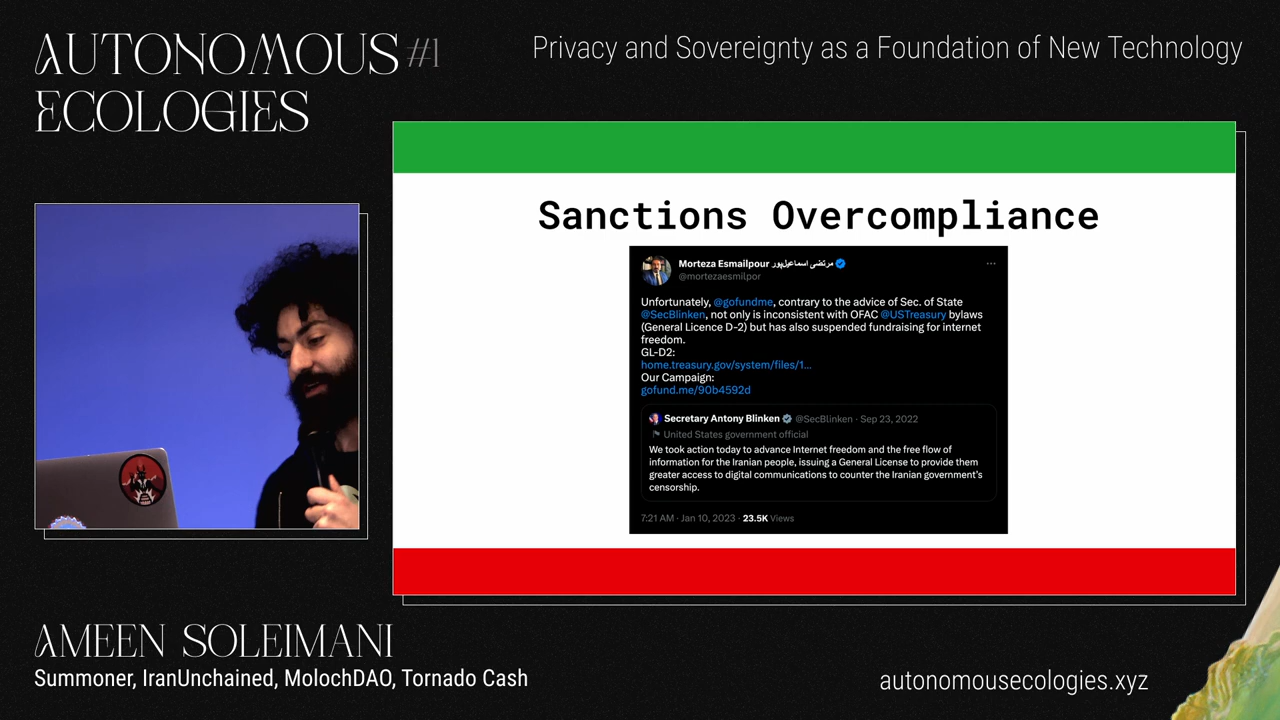 AUTONOMOUS #1
ECOLOGIES
Privacy and Sovereignty as a Foundation of New Technology
Sanctions Overcompliance
Morteza Esmailpour مرتضی اسماعیل‌پور
@mortezaesmilpor
Unfortunately, @gofundme, contrary to the advice of Sec. of State
@SecBlinken, not only is inconsistent with OFAC @USTreasury bylaws
(General Licence D-2) but has also suspended fundraising for internet
freedom.
GL-D2:
home.treasury.gov/system/files/1...
Our Campaign:
gofund.me/90b4592d
Secretary Antony Blinken @SecBlinken · Sep 23, 2022
United States government official
We took action today to advance Internet freedom and the free flow of
information for the Iranian people, issuing a General License to provide them
greater access to digital communications to counter the Iranian government's
censorship.
7:21 AM · Jan 10, 2023 · 23.5K Views
AMEEN SOLEIMANI
Summoner, IranUnchained, MolochDAO, Tornado Cash
autonomousecologies.xyz